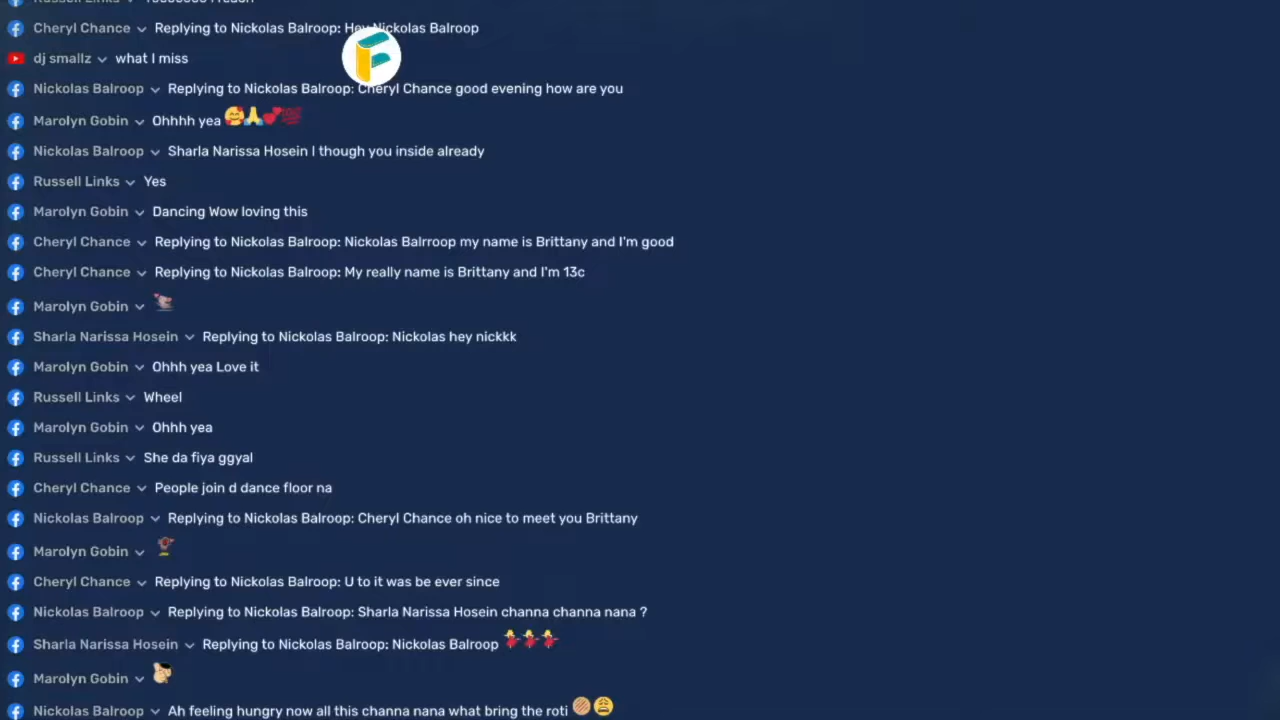 Cheryl Chance Replying to Nickolas Balroop: Hey Nickolas Balroop
dj smallz what I miss
Nickolas Balroop Replying to Nickolas Balroop: Cheryl Chance good evening how are you
Marolyn Gobin Ohhhh yea 🥰🙏💕💯
Nickolas Balroop Sharla Narissa Hosein I though you inside already
Russell Links Yes
Marolyn Gobin Dancing Wow loving this
Cheryl Chance Replying to Nickolas Balroop: Nickolas Balrroop my name is Brittany and I'm good
Cheryl Chance Replying to Nickolas Balroop: My really name is Brittany and I'm 13c
Marolyn Gobin
Sharla Narissa Hosein Replying to Nickolas Balroop: Nickolas hey nickkk
Marolyn Gobin Ohhh yea Love it
Russell Links Wheel
Marolyn Gobin Ohhh yea
Russell Links She da fiya ggyal
Cheryl Chance People join d dance floor na
Nickolas Balroop Replying to Nickolas Balroop: Cheryl Chance oh nice to meet you Brittany
Marolyn Gobin
Cheryl Chance Replying to Nickolas Balroop: U to it was be ever since
Nickolas Balroop Replying to Nickolas Balroop: Sharla Narissa Hosein channa channa nana ?
Sharla Narissa Hosein Replying to Nickolas Balroop: Nickolas Balroop 💃💃💃
Marolyn Gobin
Nickolas Balroop Ah feeling hungry now all this channa nana what bring the roti 🫓😩